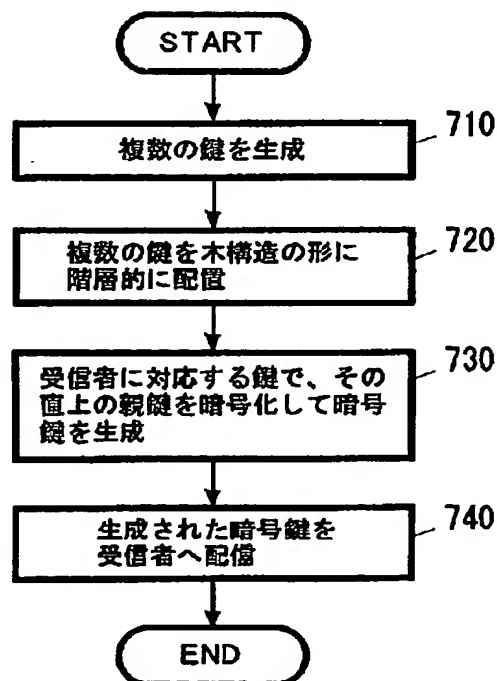 START
710
複数の鍵を生成
720
複数の鍵を木構造の形に
階層的に配置
730
受信者に対応する鍵で、その
直上の親鍵を暗号化して暗号
鍵を生成
740
生成された暗号鍵を
受信者へ配信
END